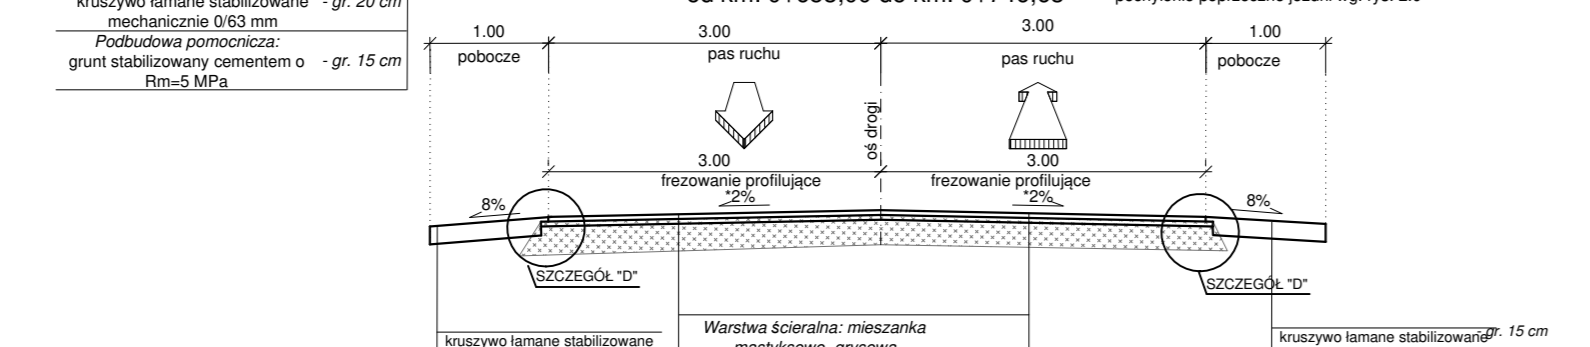 kruszywo łamane stabilizowane - gr. 20 cm
mechanicznie 0/63 mm
Podbudowa pomocnicza:
grunt stabilizowany cementem o - gr. 15 cm
Rm=5 MPa
1.00 3.00 3.00 1.00
pobocze pas ruchu pas ruchu pobocze
oś drogi
3.00 3.00
frezowanie profilujące frezowanie profilujące
8% *2% *2% 8%
SZCZEGÓŁ "D" SZCZEGÓŁ "D"
Warstwa ścieralna: mieszanka
kruszywo łamane stabilizowane kruszywo łamane stabilizowane - gr. 15 cm